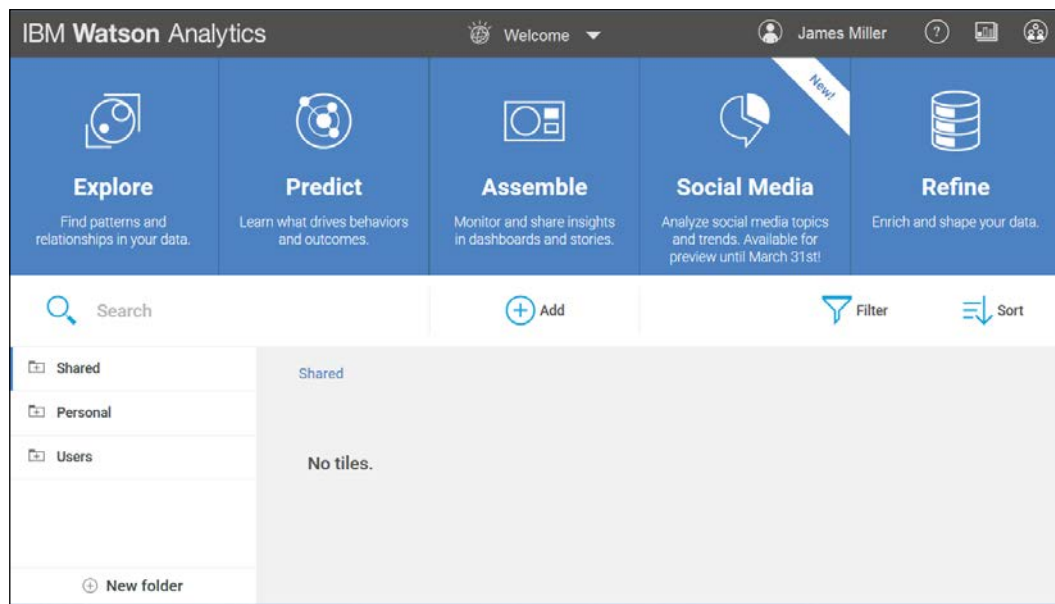 IBM Watson Analytics
Welcome
James Miller
?
New!
Explore
Find patterns and
relationships in your data.
Predict
Learn what drives behaviors
and outcomes.
Assemble
Monitor and share insights
in dashboards and stories.
Social Media
Analyze social media topics
and trends. Available for
preview until March 31st!
Refine
Enrich and shape your data.
Search
Add
Filter
Sort
Shared
Personal
Users
New folder
Shared
No tiles.